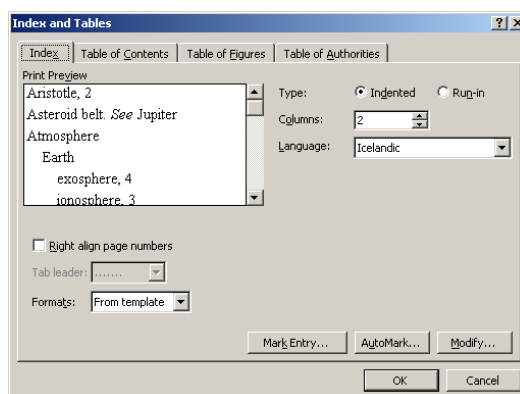 Index and Tables
Index Table of Contents Table of Figures Table of Authorities
Print Preview
Aristotle, 2
Asteroid belt. See Jupiter
Atmosphere
Earth
exosphere, 4
ionosphere, 3
Type: Indented Run-in
Columns: 2
Language: Icelandic
Right align page numbers
Tab leader: .......
Formats: From template
Mark Entry... AutoMark... Modify...
OK Cancel